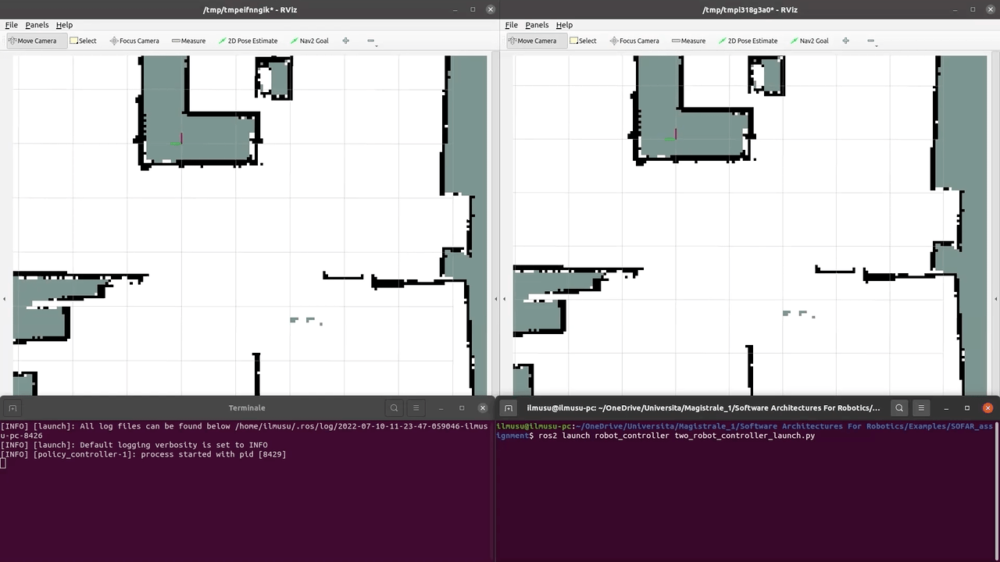 /tmp/tmpeifnngik* - RViz
File Panels Help
Move Camera Select Focus Camera Measure 2D Pose Estimate Nav2 Goal
/tmp/tmpi318g3a0* - RViz
File Panels Help
Move Camera Select Focus Camera Measure 2D Pose Estimate Nav2 Goal
Terminale
[INFO] [launch]: All log files can be found below /home/ilmusu/.ros/log/2022-07-10-11-23-47-059046-ilmus
u-pc-8426
[INFO] [launch]: Default logging verbosity is set to INFO
[INFO] [policy_controller-1]: process started with pid [8429]
ilmusu@ilmusu-pc: ~/OneDrive/Universita/Magistrale_1/Software Architectures For Robotics/...
ilmusu@ilmusu-pc:~/OneDrive/Universita/Magistrale_1/Software Architectures For Robotics/Examples/SOFAR_ass
ignment$ ros2 launch robot_controller two_robot_controller_launch.py